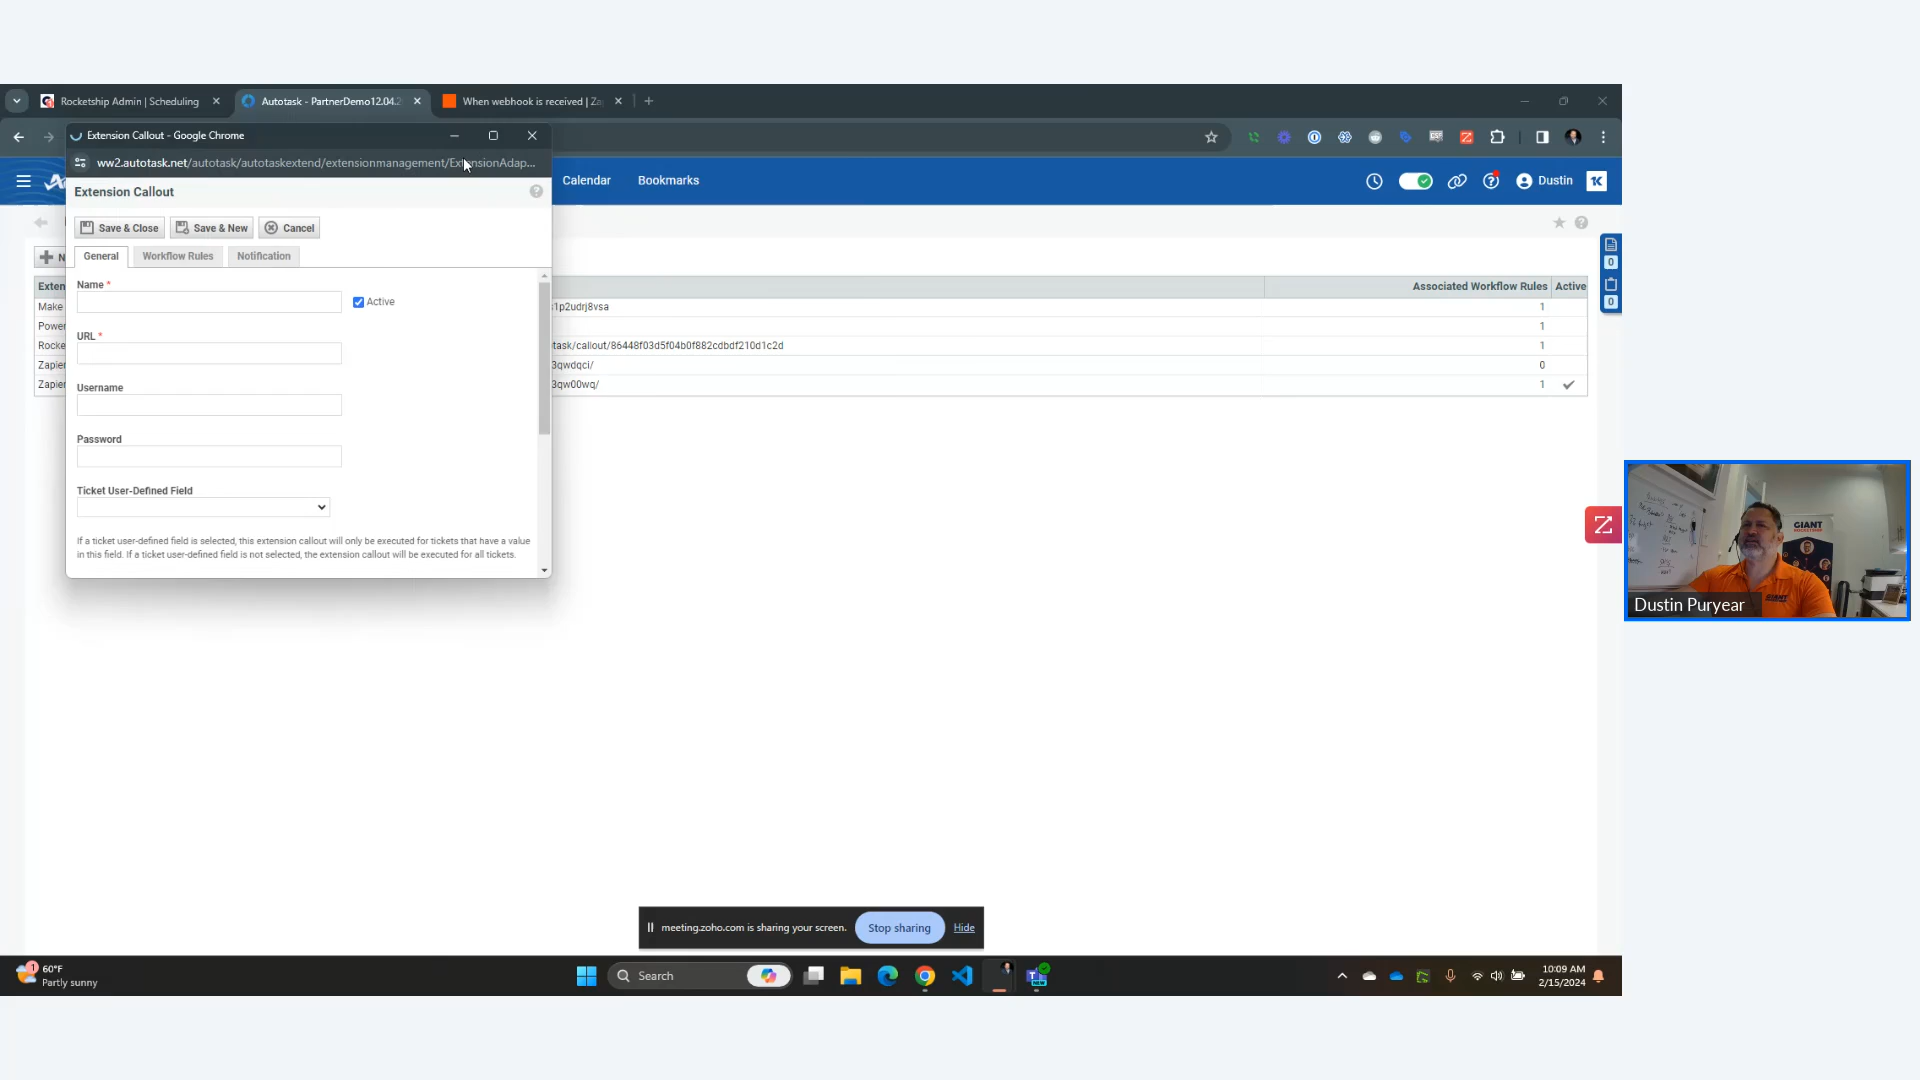 Rocketship Admin | Scheduling
Autotask - PartnerDemo12.04.2
When webhook is received | Za
Extension Callout - Google Chrome
ww2.autotask.net/autotask/autotaskextend/extensionmanagement/ExtensionAdap...
Calendar
Bookmarks
Dustin
Extension Callout
Save & Close
Save & New
Cancel
N
General
Workflow Rules
Notification
Exten
Associated Workflow Rules
Active
Name *
Active
Make
s1p2udrj8vsa
1
Power
1
URL *
Rocke
task/callout/86448f03d5f04b0f882cdbdf210d1c2d
1
Zapier
3qwdqci/
0
Zapier
3qw00wq/
1
0
0
Username
Password
Ticket User-Defined Field
If a ticket user-defined field is selected, this extension callout will only be executed for tickets that have a value
in this field. If a ticket user-defined field is not selected, the extension callout will be executed for all tickets.
GIANT
Dustin Puryear
meeting.zoho.com is sharing your screen.
Stop sharing
Hide
1
60°F
Partly sunny
Search
NEW
10:09 AM
2/15/2024